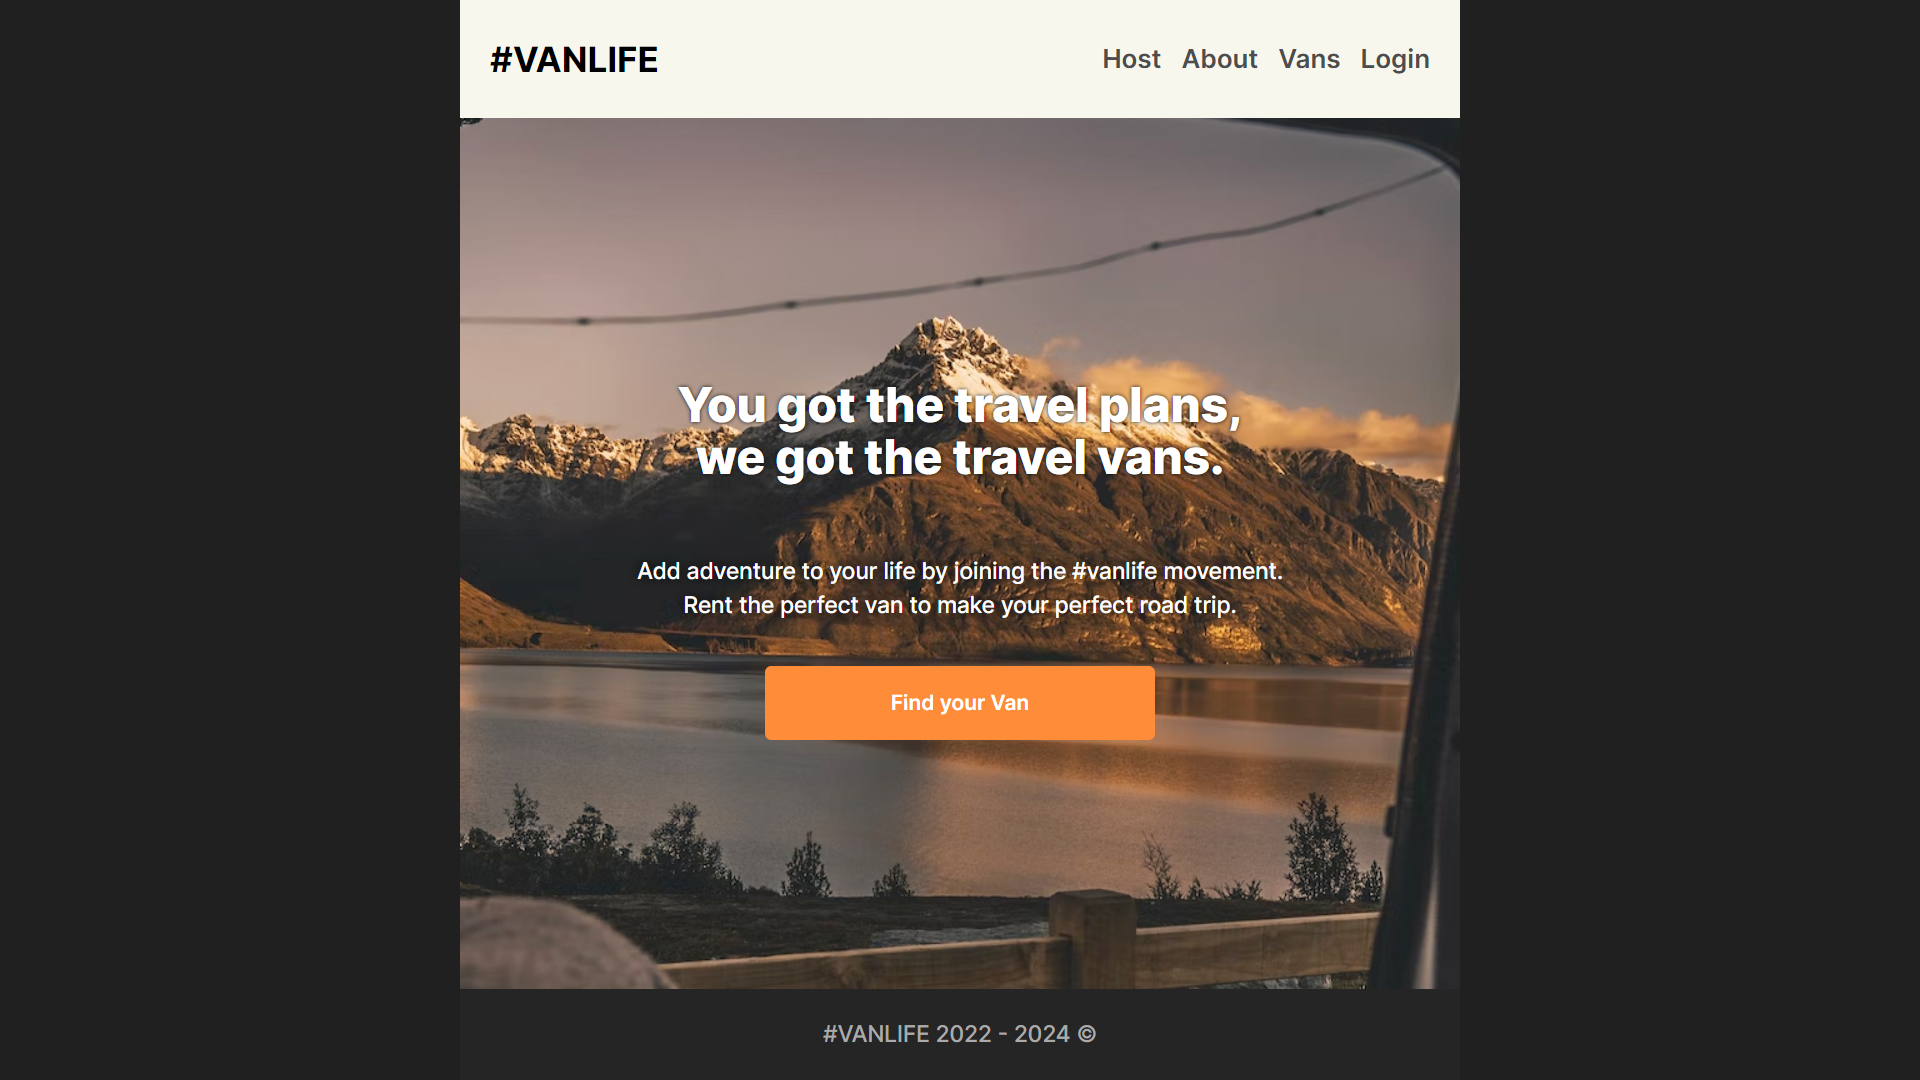 #VANLIFE
Host About Vans Login
You got the travel plans,
we got the travel vans.
Add adventure to your life by joining the #vanlife movement.
Rent the perfect van to make your perfect road trip.
Find your Van
#VANLIFE 2022 - 2024 ©